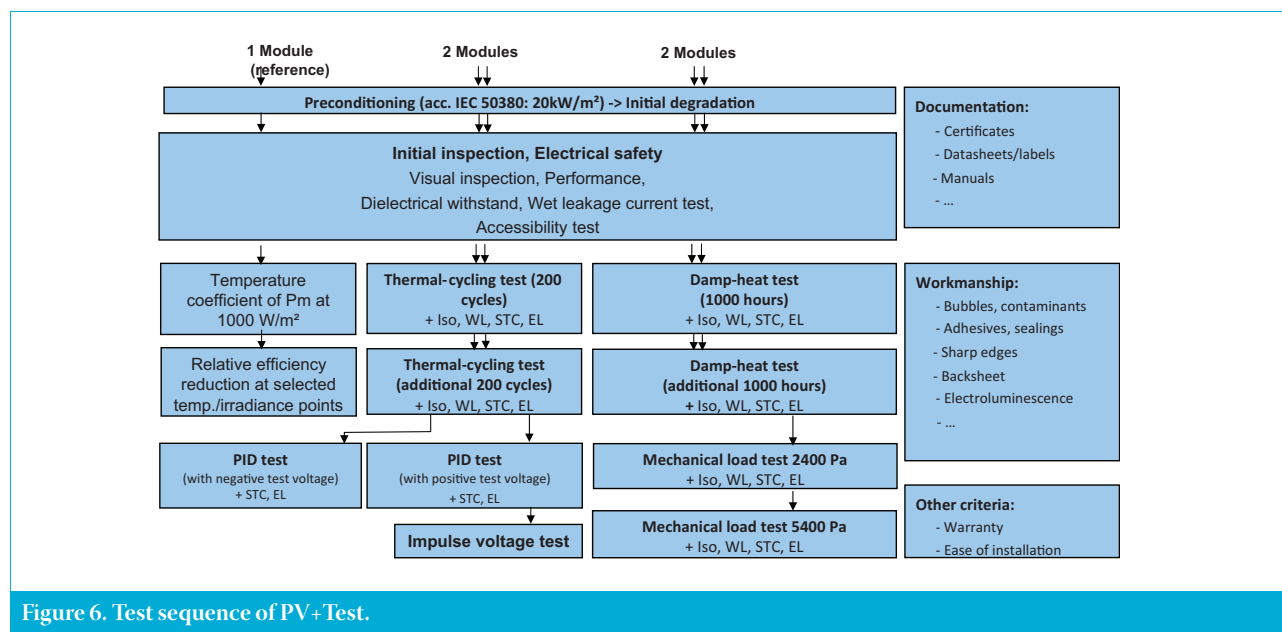 1 Module
(reference)
2 Modules
2 Modules
Preconditioning (acc. IEC 50380: 20kW/m²) -> Initial degradation
Initial inspection, Electrical safety
Visual inspection, Performance,
Dielectrical withstand, Wet leakage current test,
Accessibility test
Temperature
coefficient of Pm at
1000 W/m²
Relative efficiency
reduction at selected
temp./irradiance points
Thermal-cycling test (200
cycles)
+ Iso, WL, STC, EL
Thermal-cycling test
(additional 200 cycles)
+ Iso, WL, STC, EL
Damp-heat test
(1000 hours)
+ Iso, WL, STC, EL
Damp-heat test
(additional 1000 hours)
+ Iso, WL, STC, EL
PID test
(with negative test voltage)
+ STC, EL
PID test
(with positive test voltage)
+ STC, EL
Impulse voltage test
Mechanical load test 2400 Pa
+ Iso, WL, STC, EL
Mechanical load test 5400 Pa
+ Iso, WL, STC, EL
Documentation:
- Certificates
- Datasheets/labels
- Manuals
- ...
Workmanship:
- Bubbles, contaminants
- Adhesives, sealings
- Sharp edges
- Backsheet
- Electroluminescence
- ...
Other criteria:
- Warranty
- Ease of installation
Figure 6. Test sequence of PV+Test.